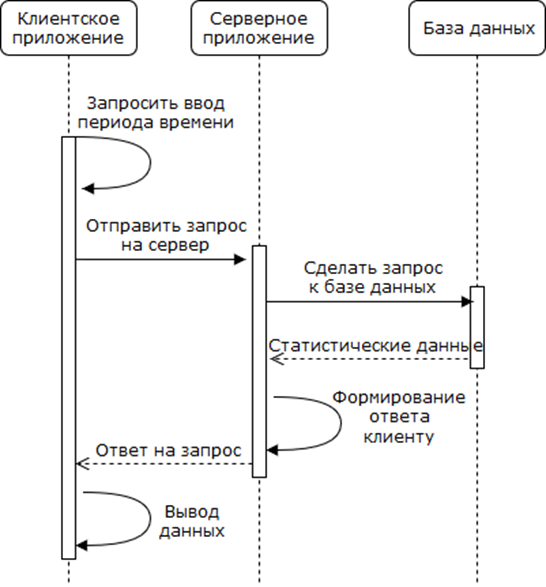 Клиентское
приложение
Серверное
приложение
База данных
Запросить ввод
периода времени
Отправить запрос
на сервер
Сделать запрос
к базе данных
Статистические данные
Формирование
ответа
клиенту
Ответ на запрос
Вывод
данных